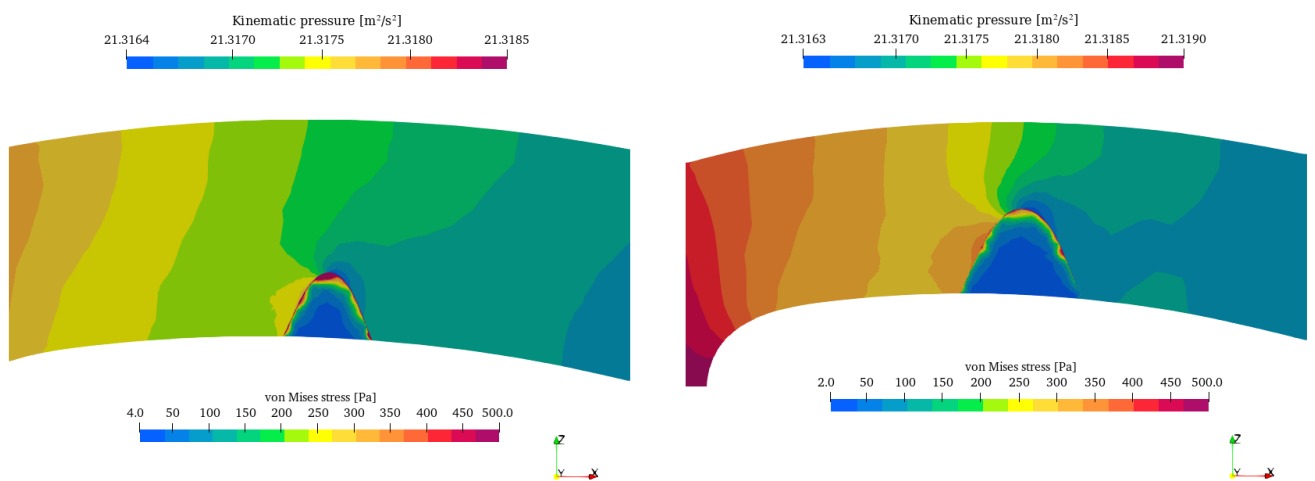 Kinematic pressure [m²/s²]
21.3164 21.3170 21.3175 21.3180 21.3185
von Mises stress [Pa]
4.0 50 100 150 200 250 300 350 400 450 500.0
Z
Y X
Kinematic pressure [m²/s²]
21.3163 21.3170 21.3175 21.3180 21.3185 21.3190
von Mises stress [Pa]
2.0 50 100 150 200 250 300 350 400 450 500.0
Z
Y X